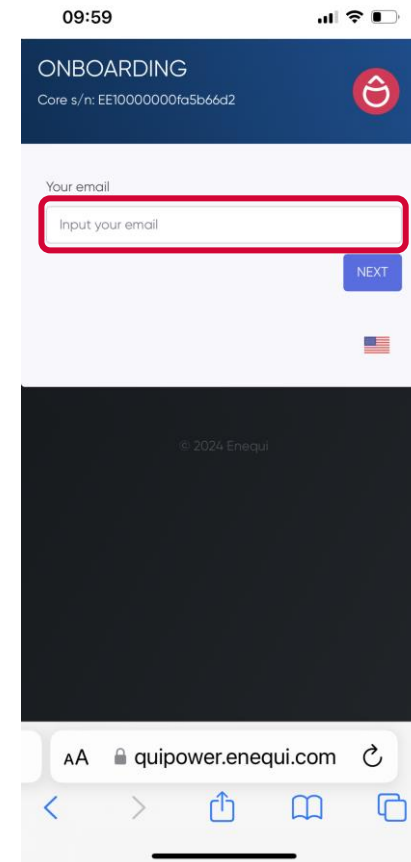 09:59
ONBOARDING
Core s/n: EE10000000fa5b66d2
Your email
Input your email
NEXT
© 2024 Enequi
AA quipower.enequi.com